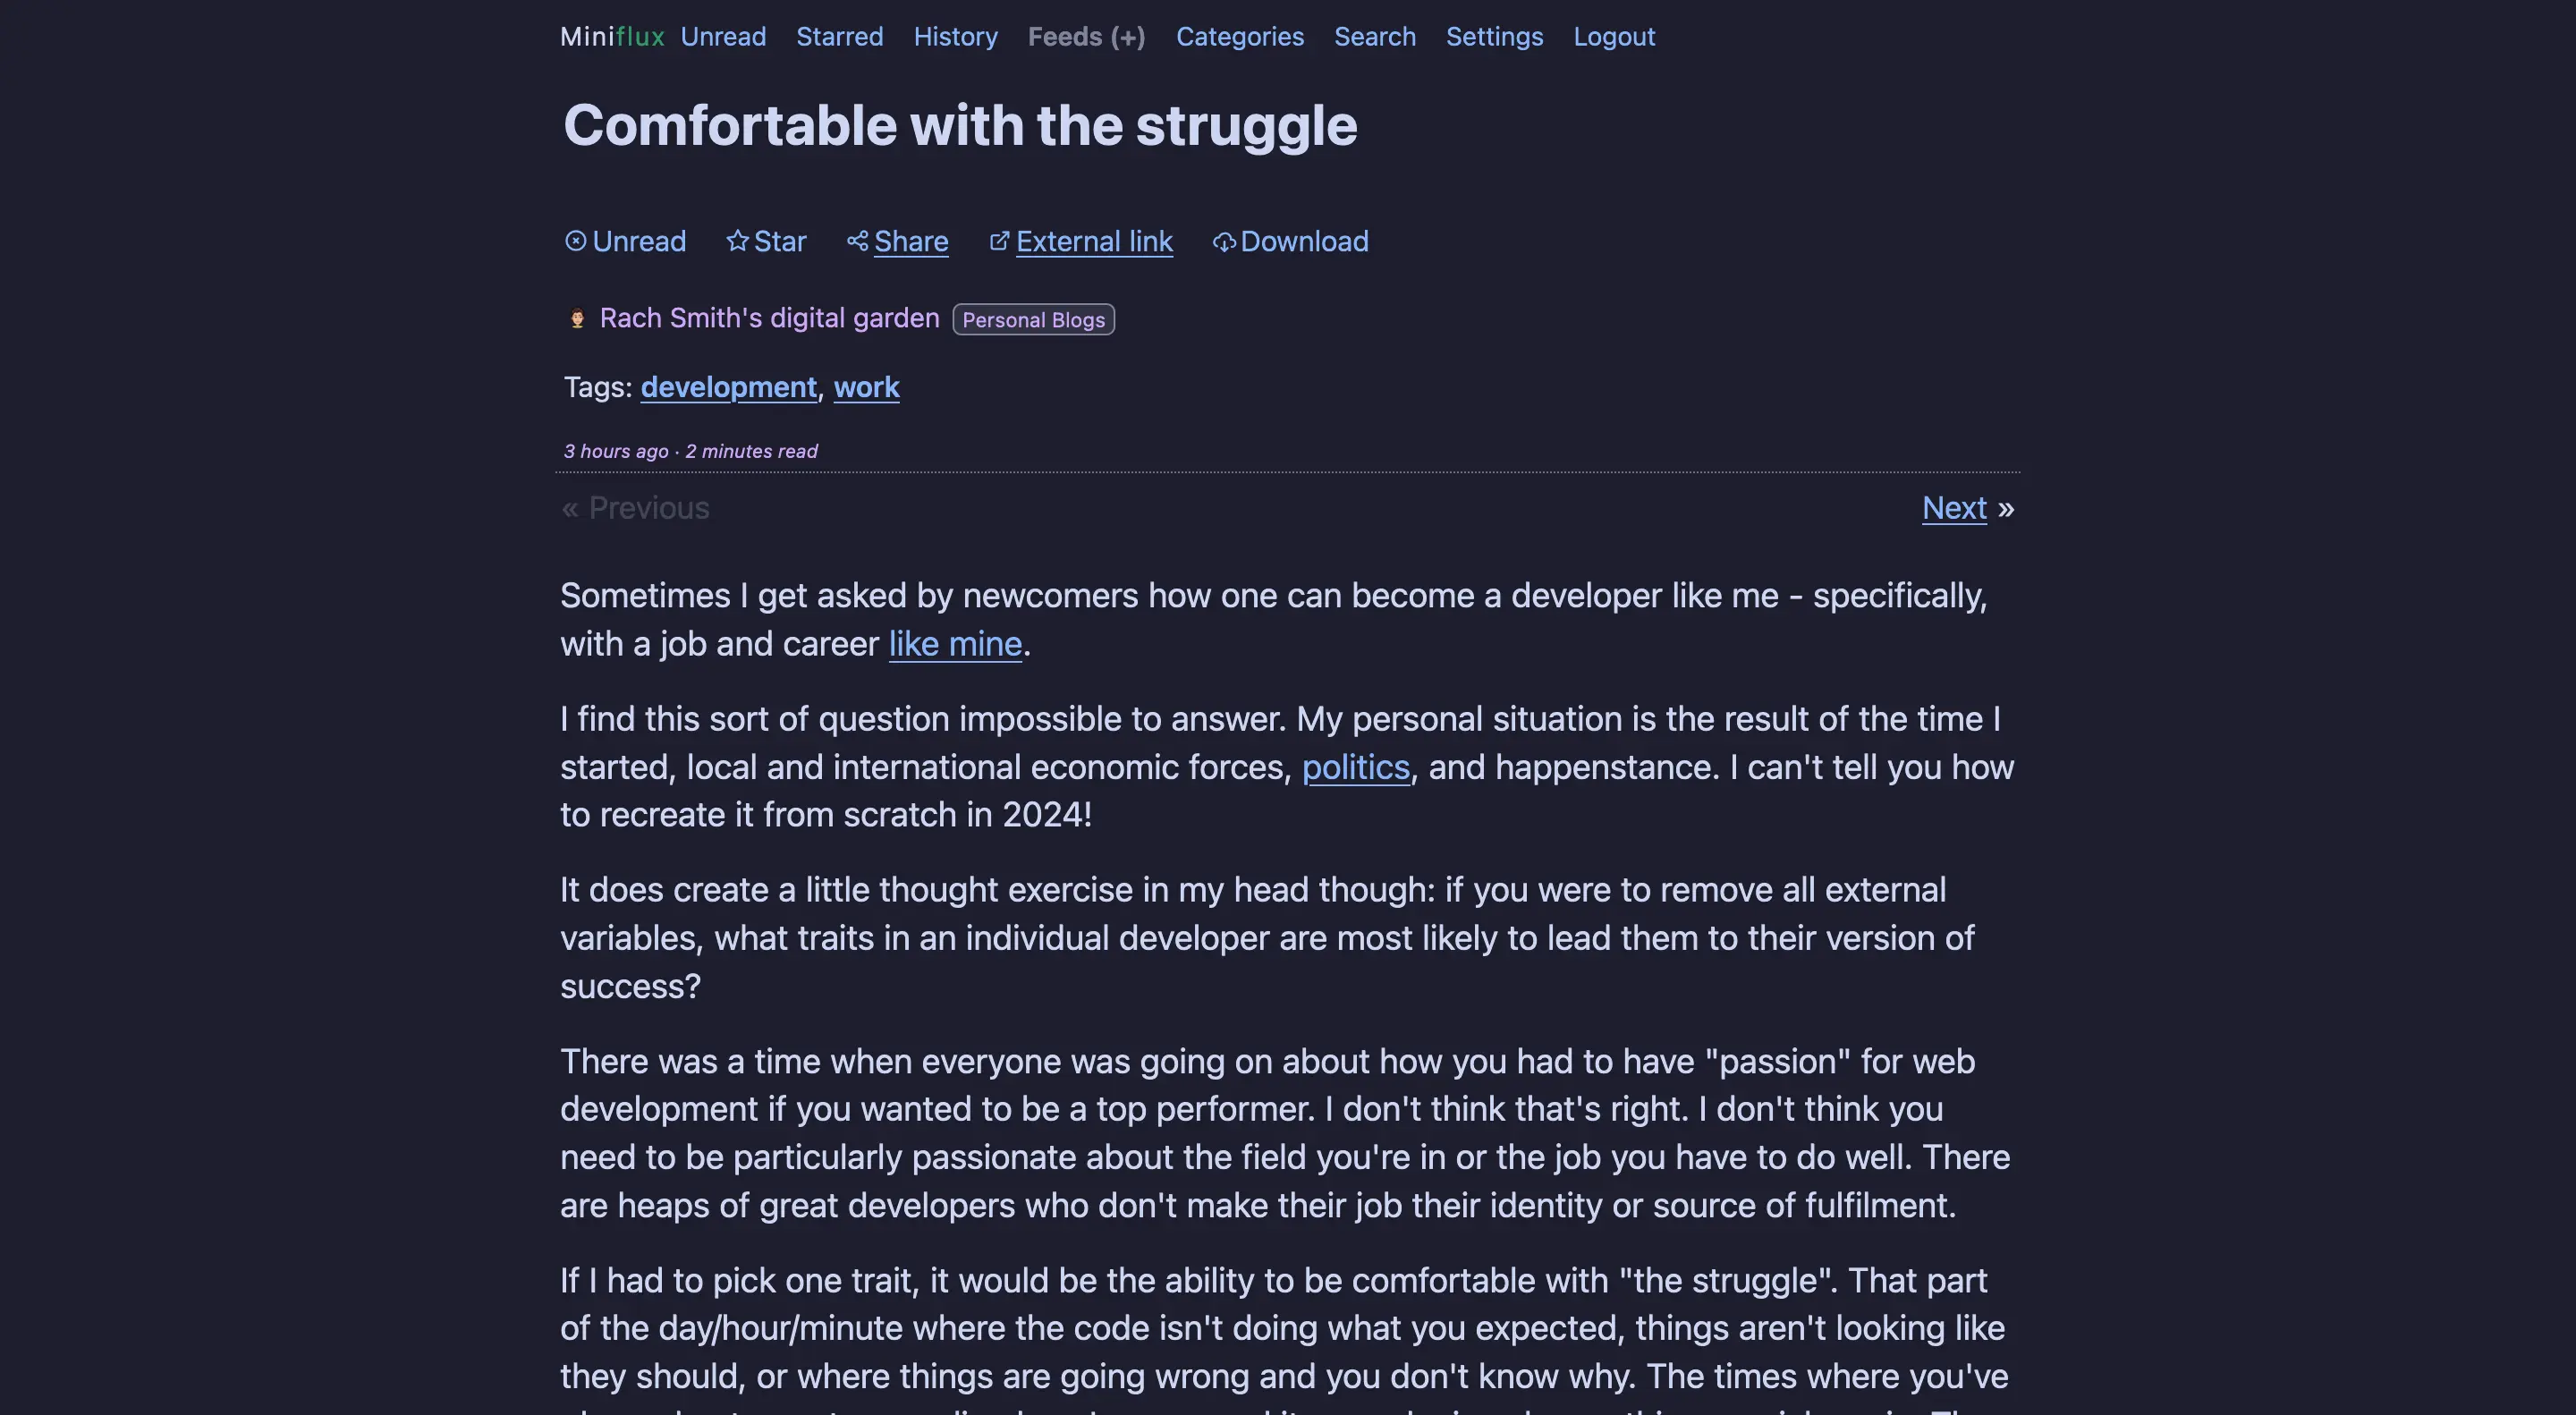 Miniflux Unread Starred History Feeds (+) Categories Search Settings Logout
Comfortable with the struggle
Unread Star Share External link Download
Rach Smith's digital garden Personal Blogs
Tags: development, work
3 hours ago · 2 minutes read
« Previous Next »
Sometimes I get asked by newcomers how one can become a developer like me - specifically,
with a job and career like mine.
I find this sort of question impossible to answer. My personal situation is the result of the time I
started, local and international economic forces, politics, and happenstance. I can't tell you how
to recreate it from scratch in 2024!
It does create a little thought exercise in my head though: if you were to remove all external
variables, what traits in an individual developer are most likely to lead them to their version of
success?
There was a time when everyone was going on about how you had to have "passion" for web
development if you wanted to be a top performer. I don't think that's right. I don't think you
need to be particularly passionate about the field you're in or the job you have to do well. There
are heaps of great developers who don't make their job their identity or source of fulfilment.
If I had to pick one trait, it would be the ability to be comfortable with "the struggle". That part
of the day/hour/minute where the code isn't doing what you expected, things aren't looking like
they should, or where things are going wrong and you don't know why. The times where you've